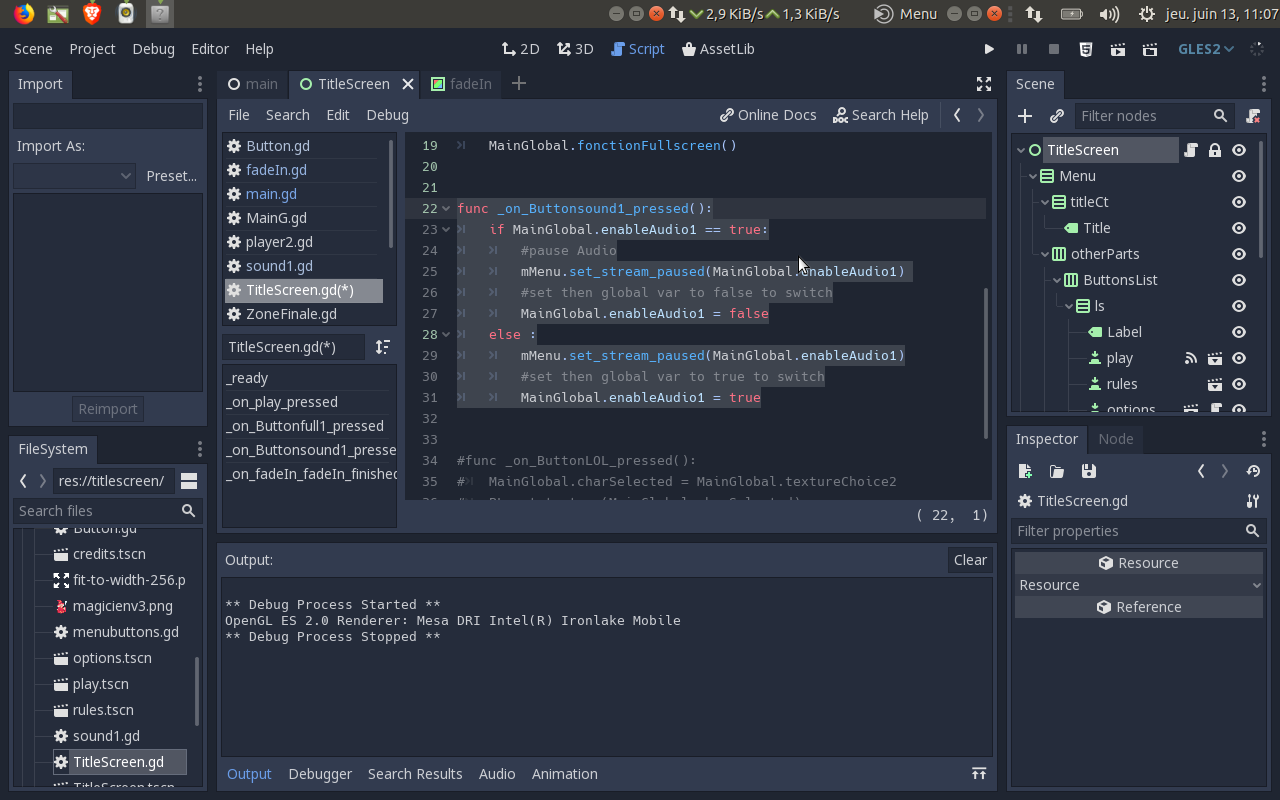 2,9 KiB/s 1,3 KiB/s Menu jeu. juin 13, 11:07
Scene Project Debug Editor Help 2D 3D Script AssetLib GLES2
Import
Import As:
Preset...
Reimport
main TitleScreen fadeIn
File Search Edit Debug Online Docs Search Help
Button.gd
fadeIn.gd
main.gd
MainG.gd
player2.gd
sound1.gd
TitleScreen.gd(*)
ZoneFinale.gd
TitleScreen.gd(*)
_ready
_on_play_pressed
_on_Buttonfull1_pressed
_on_Buttonsound1_presse
_on_fadeIn_fadeIn_finished
19 MainGlobal.fonctionFullscreen()
20
21
22 func _on_Buttonsound1_pressed():
23 if MainGlobal.enableAudio1 == true:
24 #pause Audio
25 mMenu.set_stream_paused(MainGlobal.enableAudio1)
26 #set then global var to false to switch
27 MainGlobal.enableAudio1 = false
28 else :
29 mMenu.set_stream_paused(MainGlobal.enableAudio1)
30 #set then global var to true to switch
31 MainGlobal.enableAudio1 = true
32
33
34 #func _on_ButtonLOL_pressed():
35 # MainGlobal.charSelected = MainGlobal.textureChoice2
( 22, 1)
Scene
Filter nodes
TitleScreen
Menu
titleCt
Title
otherParts
ButtonsList
ls
Label
play
rules
options
FileSystem
res://titlescreen/
Search files
Button.gd
credits.tscn
fit-to-width-256.p
magicienv3.png
menubuttons.gd
options.tscn
play.tscn
rules.tscn
sound1.gd
TitleScreen.gd
TitleScreen.tscn
Output:
Clear
** Debug Process Started **
OpenGL ES 2.0 Renderer: Mesa DRI Intel(R) Ironlake Mobile
** Debug Process Stopped **
Output Debugger Search Results Audio Animation
Inspector Node
TitleScreen.gd
Filter properties
Resource
Resource
Reference